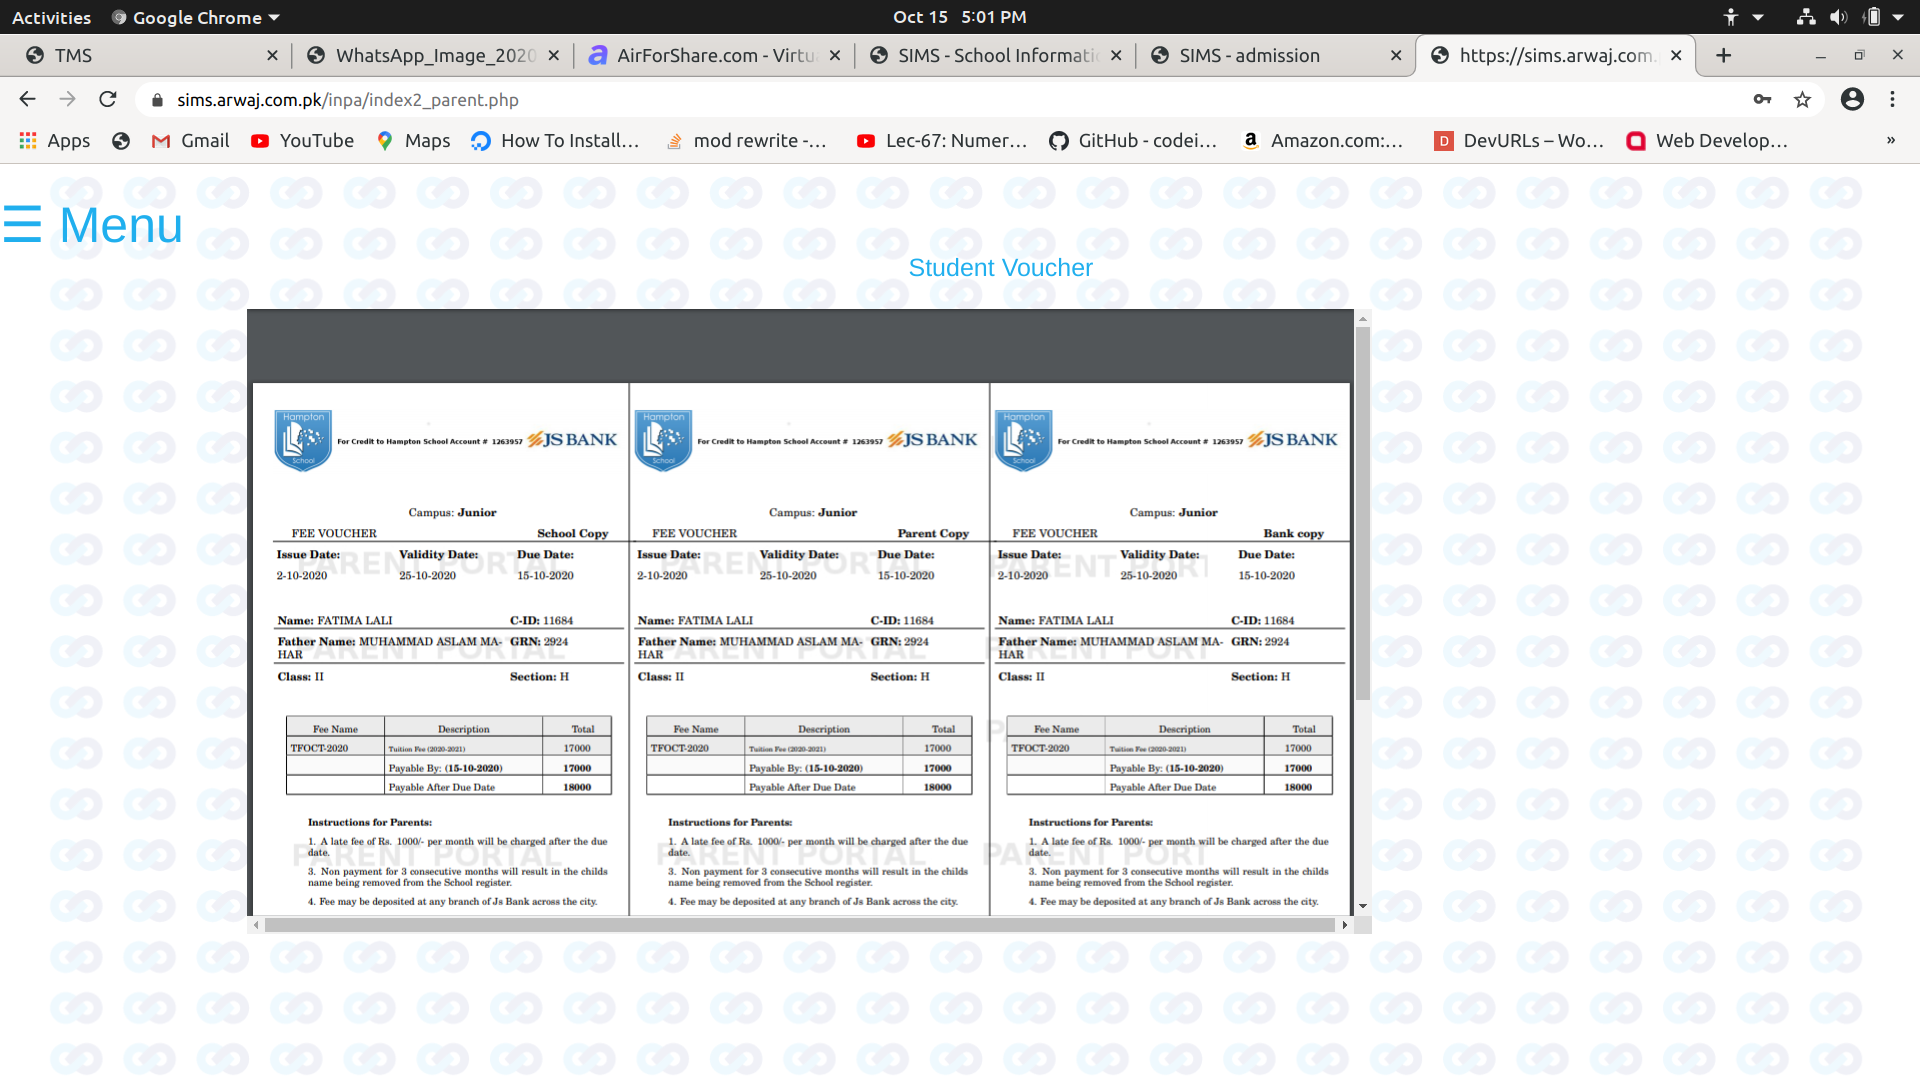 Activities
Google Chrome
Oct 15 5:01 PM
TMS
WhatsApp_Image_2020
AirForShare.com - Virtu
SIMS - School Informati
SIMS - admission
https://sims.arwaj.com.
sims.arwaj.com.pk/inpa/index2_parent.php
Apps
Gmail
YouTube
Maps
How To Install...
mod rewrite -...
Lec-67: Numer...
GitHub - codei...
Amazon.com:...
DevURLs – Wo...
Web Develop...
»
☰ Menu
Student Voucher
Hampton
School
For Credit to Hampton School Account # 1263957
JS BANK
Campus: Junior
FEE VOUCHER School Copy
PARENT PORTAL
Issue Date: Validity Date: Due Date:
2-10-2020 25-10-2020 15-10-2020
Name: FATIMA LALI C-ID: 11684
Father Name: MUHAMMAD ASLAM MA- GRN: 2924
HAR
PARENT PORTAL
Class: II Section: H
Fee Name Description Total
TFOCT-2020 Tuition Fee (2020-2021) 17000
Payable By: (15-10-2020) 17000
Payable After Due Date 18000
Instructions for Parents:
1. A late fee of Rs. 1000/- per month will be charged after the due
date.
PARENT PORTAL
3. Non payment for 3 consecutive months will result in the childs
name being removed from the School register.
4. Fee may be deposited at any branch of Js Bank across the city.
Hampton
School
For Credit to Hampton School Account # 1263957
JS BANK
Campus: Junior
FEE VOUCHER Parent Copy
PARENT PORTAL
Issue Date: Validity Date: Due Date:
2-10-2020 25-10-2020 15-10-2020
Name: FATIMA LALI C-ID: 11684
Father Name: MUHAMMAD ASLAM MA- GRN: 2924
HAR
PARENT PORTAL
Class: II Section: H
Fee Name Description Total
TFOCT-2020 Tuition Fee (2020-2021) 17000
Payable By: (15-10-2020) 17000
Payable After Due Date 18000
Instructions for Parents:
1. A late fee of Rs. 1000/- per month will be charged after the due
date.
PARENT PORTAL
3. Non payment for 3 consecutive months will result in the childs
name being removed from the School register.
4. Fee may be deposited at any branch of Js Bank across the city.
Hampton
School
For Credit to Hampton School Account # 1263957
JS BANK
Campus: Junior
FEE VOUCHER Bank copy
PARENT PORT
Issue Date: Validity Date: Due Date:
2-10-2020 25-10-2020 15-10-2020
Name: FATIMA LALI C-ID: 11684
Father Name: MUHAMMAD ASLAM MA- GRN: 2924
HAR
PARENT PORT
Class: II Section: H
Fee Name Description Total
TFOCT-2020 Tuition Fee (2020-2021) 17000
Payable By: (15-10-2020) 17000
Payable After Due Date 18000
Instructions for Parents:
1. A late fee of Rs. 1000/- per month will be charged after the due
date.
PARENT PORT
3. Non payment for 3 consecutive months will result in the childs
name being removed from the School register.
4. Fee may be deposited at any branch of Js Bank across the city.